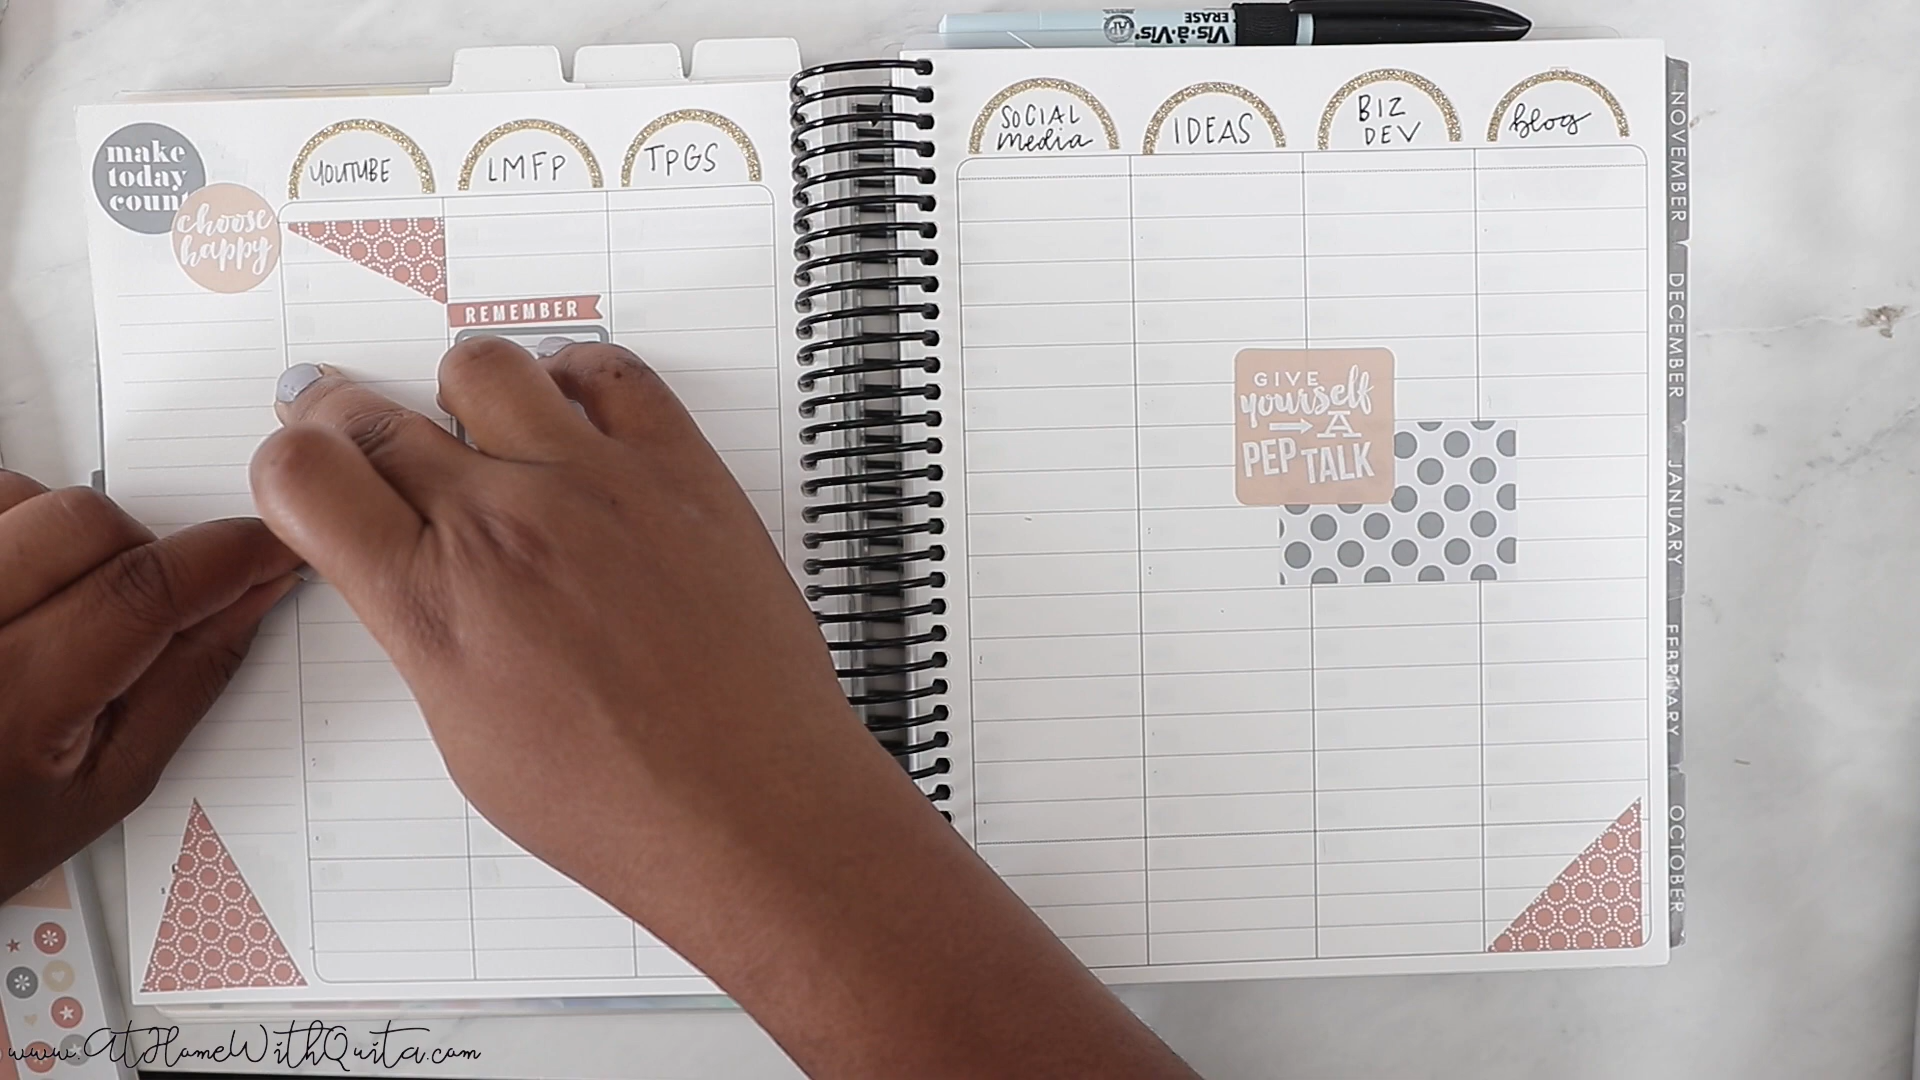 Vis-à-Vis®
ERASE
AP
make
today
count
choose
happy
YOUTUBE
LMFP
TPGS
REMEMBER
SOCIAL
media
IDEAS
BIZ
DEV
blog
GIVE
yourself
A
PEP TALK
NOVEMBER
DECEMBER
JANUARY
FEBRUARY
OCTOBER
www.AtHomeWithQuita.com